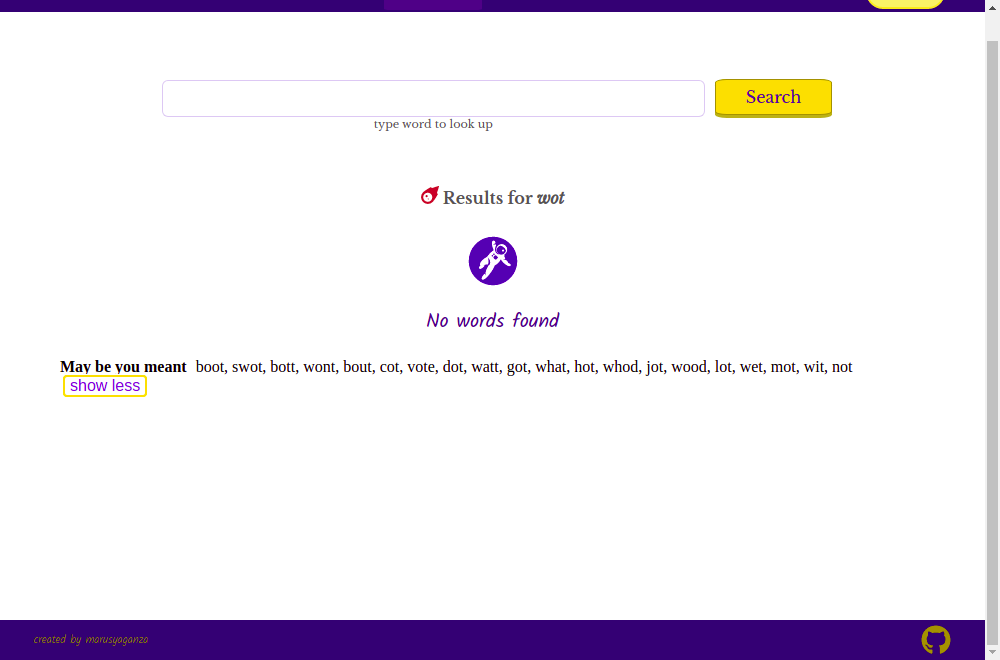 Search
type word to look up
Results for wot
No words found
May be you meant boot, swot, bott, wont, bout, cot, vote, dot, watt, got, what, hot, whod, jot, wood, lot, wet, mot, wit, not
show less
created by marusyaganza